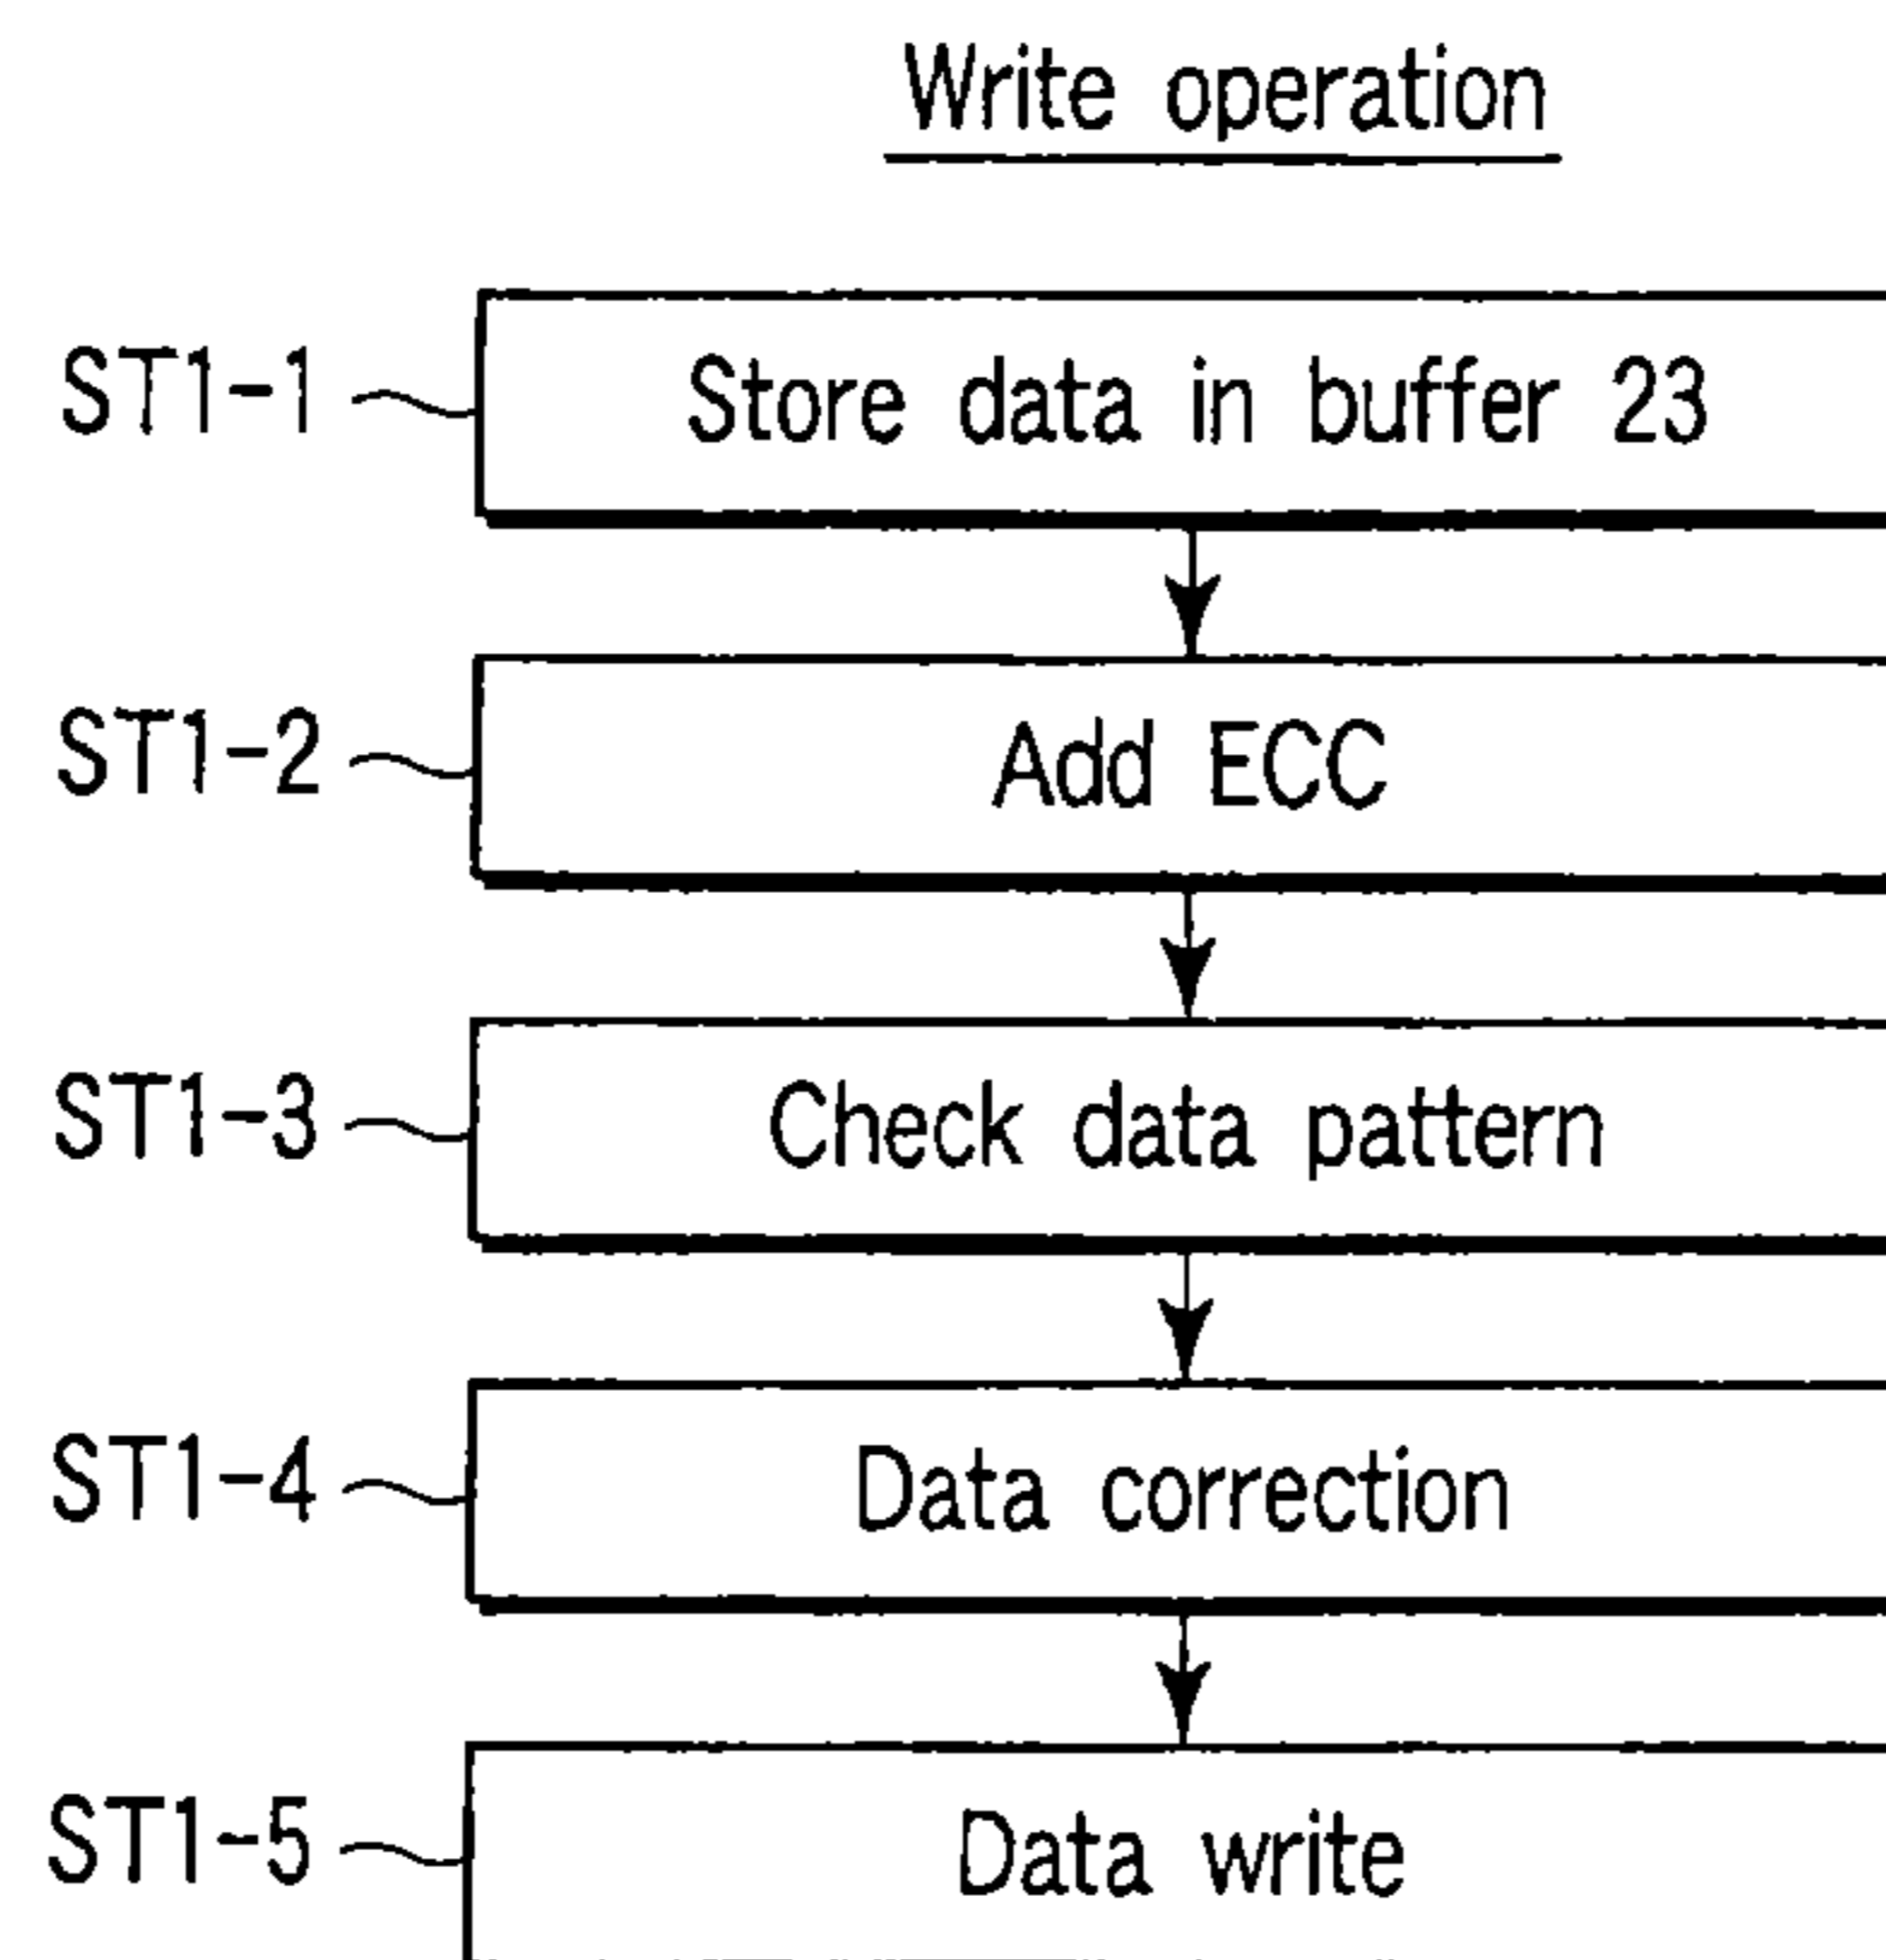 Write operation
ST1-1 Store data in buffer 23
ST1-2 Add ECC
ST1-3 Check data pattern
ST1-4 Data correction
ST1-5 Data write